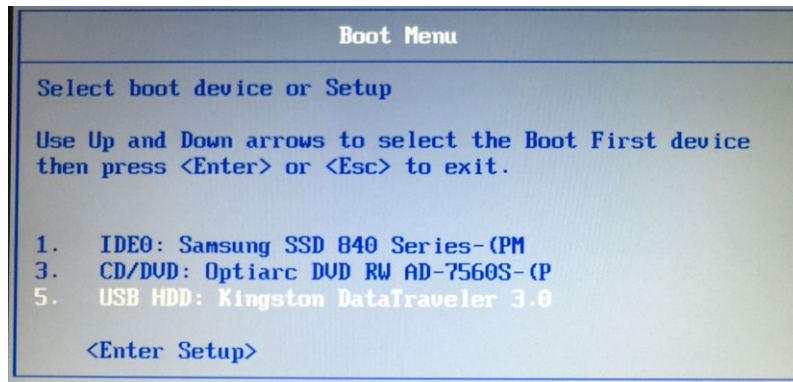 Boot Menu
Select boot device or Setup
Use Up and Down arrows to select the Boot First device
then press <Enter> or <Esc> to exit.
1. IDE0: Samsung SSD 840 Series-(PM
3. CD/DVD: Optiarc DVD RW AD-7560S-(P
5. USB HDD: Kingston DataTraveler 3.0
<Enter Setup>